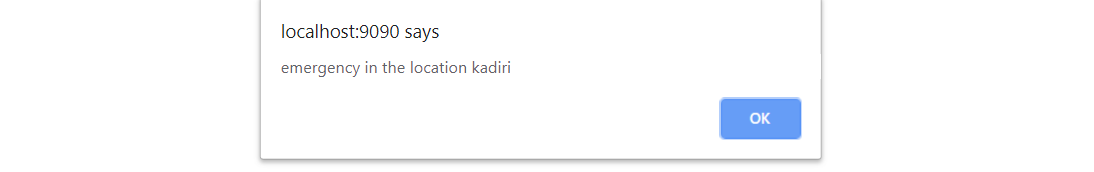 localhost:9090 says
emergency in the location kadiri
OK